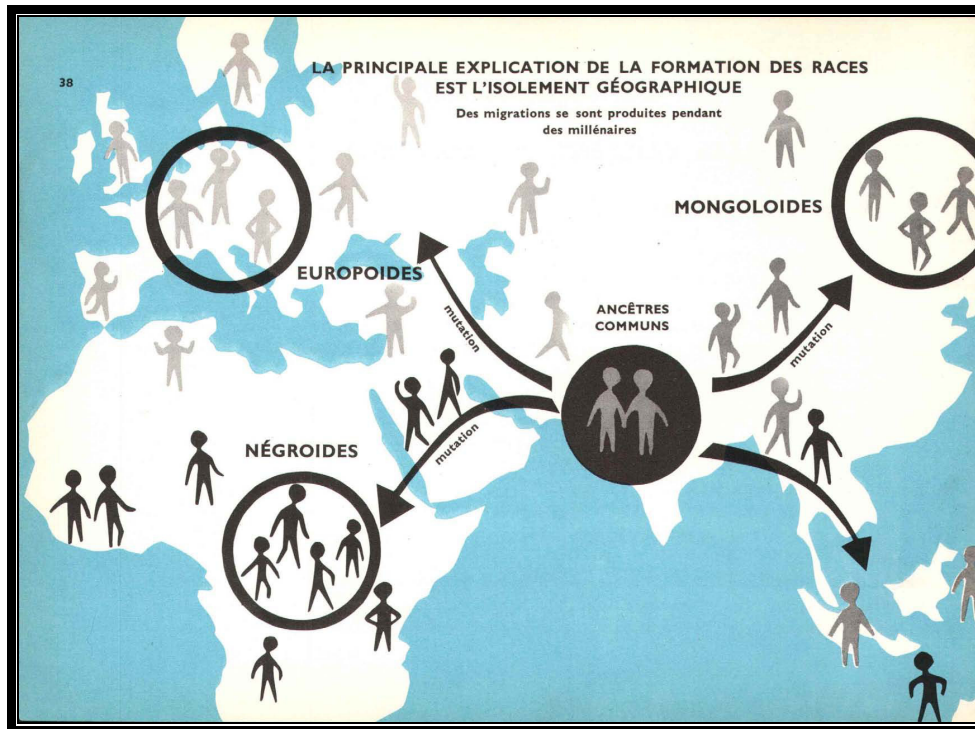 38
LA PRINCIPALE EXPLICATION DE LA FORMATION DES RACES
EST L'ISOLEMENT GÉOGRAPHIQUE
Des migrations se sont produites pendant
des millénaires
MONGOLOIDES
EUROPOIDES
ANCÊTRES
COMMUNS
mutation
mutation
mutation
NÉGROIDES